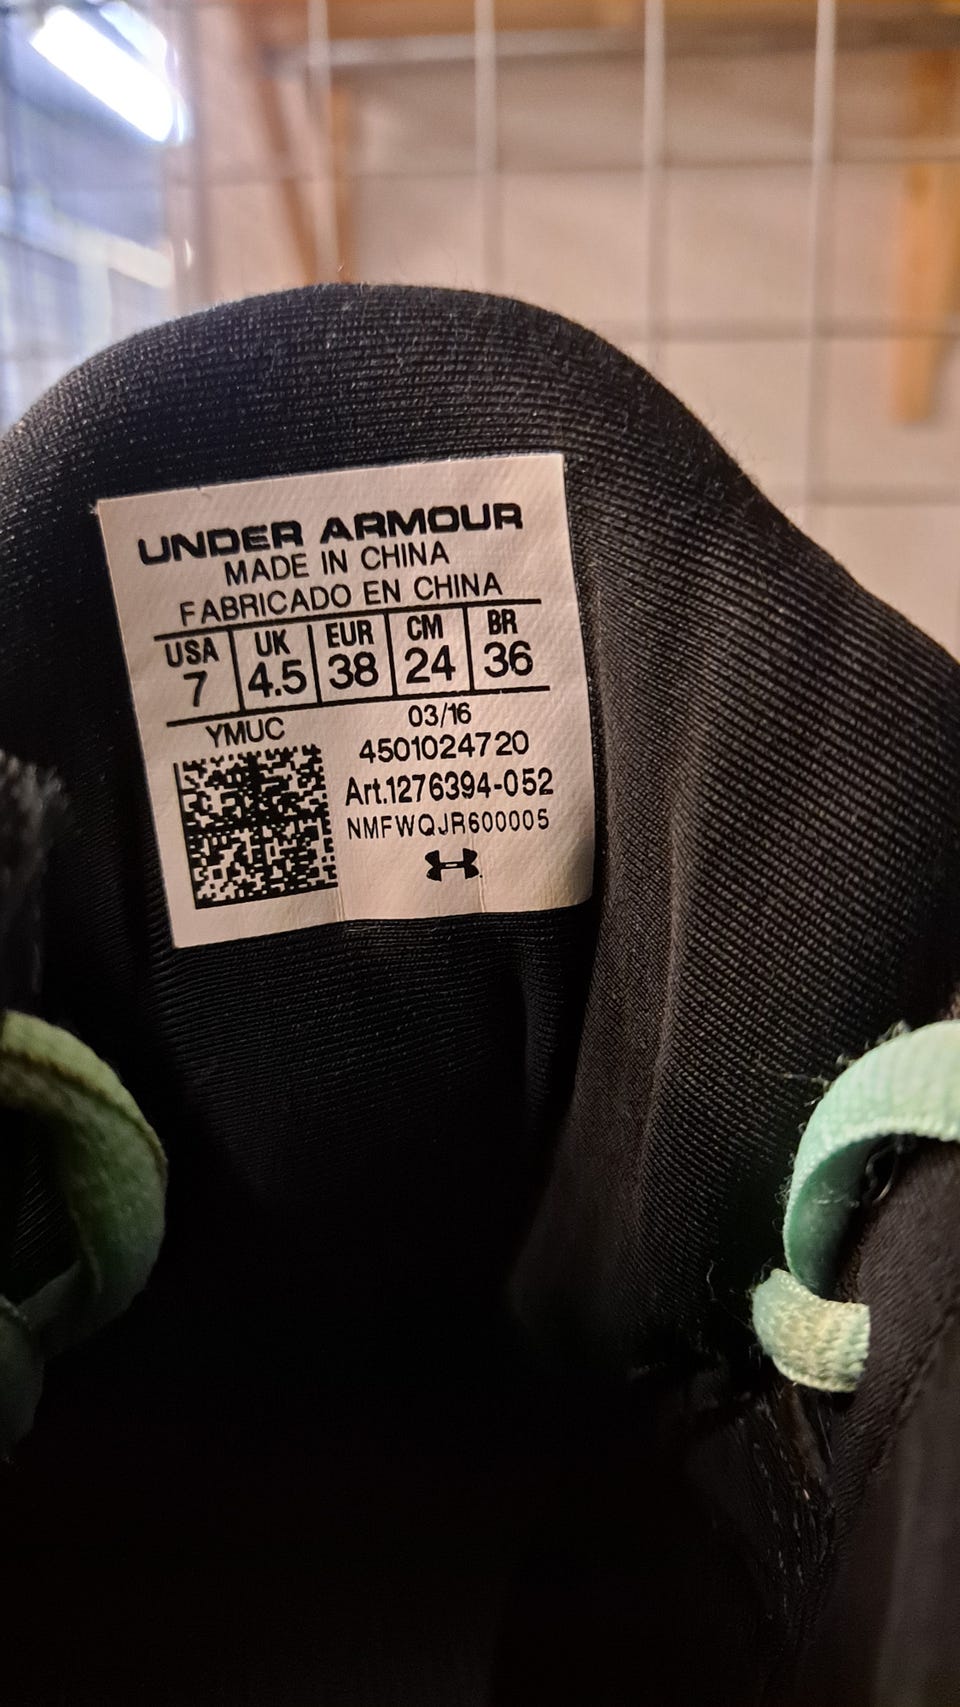 UNDER ARMOUR
MADE IN CHINA
FABRICADO EN CHINA
USA UK EUR CM BR
7 4.5 38 24 36
YMUC
03/16
4501024720
Art.1276394-052
NMFWQJR600005